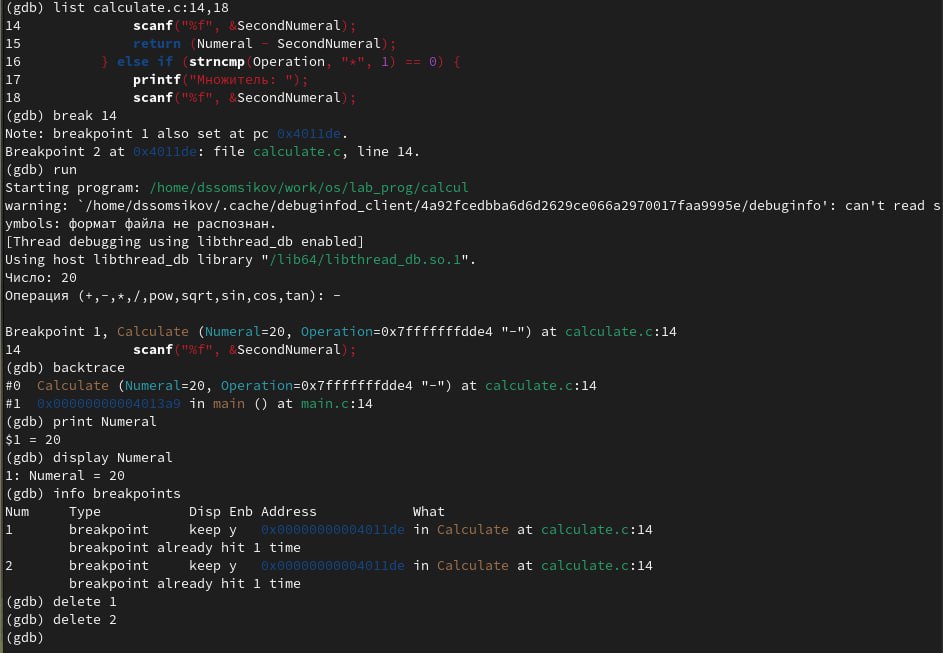 (gdb) list calculate.c:14,18
14              scanf("%f", &SecondNumeral);
15              return (Numeral - SecondNumeral);
16          } else if (strncmp(Operation, "*", 1) == 0) {
17              printf("Множитель: ");
18              scanf("%f", &SecondNumeral);
(gdb) break 14
Note: breakpoint 1 also set at pc 0x4011de.
Breakpoint 2 at 0x4011de: file calculate.c, line 14.
(gdb) run
Starting program: /home/dssomsikov/work/os/lab_prog/calcul
warning: `/home/dssomsikov/.cache/debuginfod_client/4a92fcedbba6d6d2629ce066a2970017faa9995e/debuginfo': can't read s
ymbols: формат файла не распознан.
[Thread debugging using libthread_db enabled]
Using host libthread_db library "/lib64/libthread_db.so.1".
Число: 20
Операция (+,-,*,/,pow,sqrt,sin,cos,tan): -
Breakpoint 1, Calculate (Numeral=20, Operation=0x7fffffffdde4 "-") at calculate.c:14
14              scanf("%f", &SecondNumeral);
(gdb) backtrace
#0  Calculate (Numeral=20, Operation=0x7fffffffdde4 "-") at calculate.c:14
#1  0x00000000004013a9 in main () at main.c:14
(gdb) print Numeral
$1 = 20
(gdb) display Numeral
1: Numeral = 20
(gdb) info breakpoints
Num     Type           Disp Enb Address            What
1       breakpoint     keep y   0x00000000004011de in Calculate at calculate.c:14
        breakpoint already hit 1 time
2       breakpoint     keep y   0x00000000004011de in Calculate at calculate.c:14
        breakpoint already hit 1 time
(gdb) delete 1
(gdb) delete 2
(gdb)